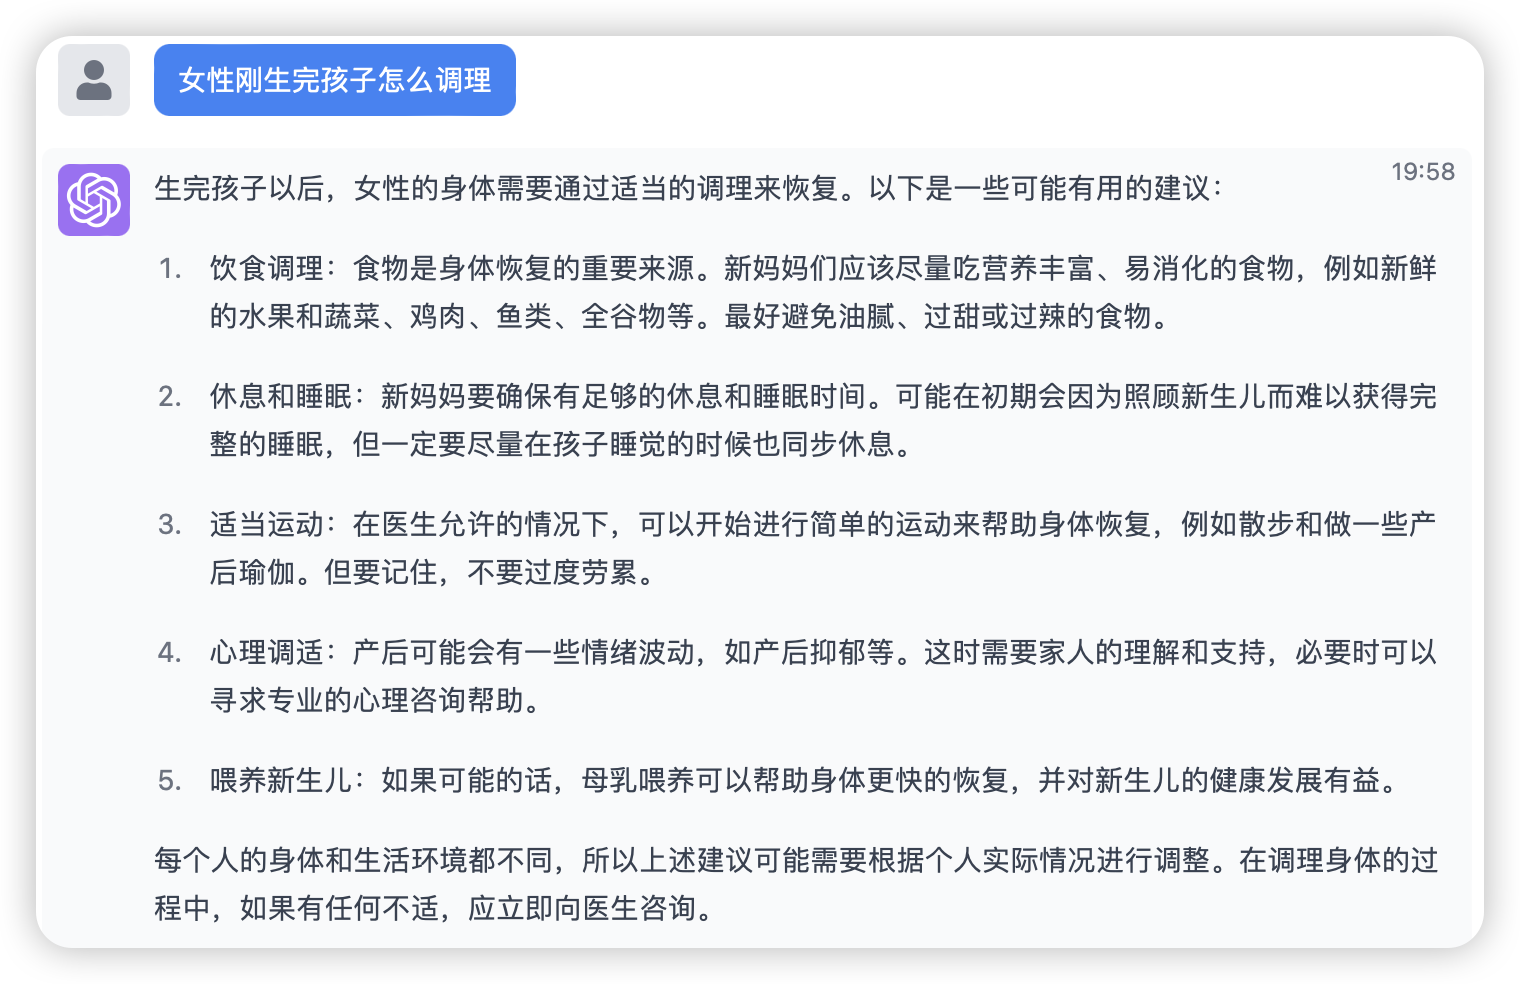 女性刚生完孩子怎么调理
19:58
生完孩子以后，女性的身体需要通过适当的调理来恢复。以下是一些可能有用的建议：
1. 饮食调理：食物是身体恢复的重要来源。新妈妈们应该尽量吃营养丰富、易消化的食物，例如新鲜
的水果和蔬菜、鸡肉、鱼类、全谷物等。最好避免油腻、过甜或过辣的食物。
2. 休息和睡眠：新妈妈要确保有足够的休息和睡眠时间。可能在初期会因为照顾新生儿而难以获得完
整的睡眠，但一定要尽量在孩子睡觉的时候也同步休息。
3. 适当运动：在医生允许的情况下，可以开始进行简单的运动来帮助身体恢复，例如散步和做一些产
后瑜伽。但要记住，不要过度劳累。
4. 心理调适：产后可能会有一些情绪波动，如产后抑郁等。这时需要家人的理解和支持，必要时可以
寻求专业的心理咨询帮助。
5. 喂养新生儿：如果可能的话，母乳喂养可以帮助身体更快的恢复，并对新生儿的健康发展有益。
每个人的身体和生活环境都不同，所以上述建议可能需要根据个人实际情况进行调整。在调理身体的过
程中，如果有任何不适，应立即向医生咨询。